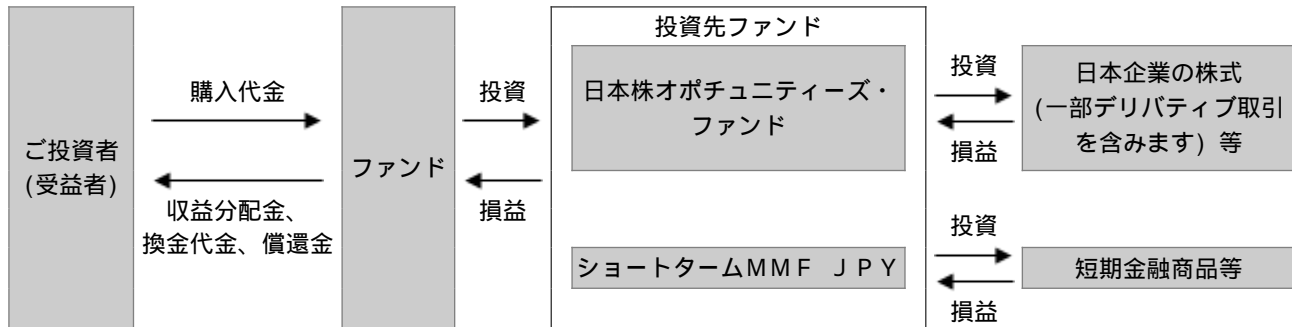 ご投資者
(受益者)
購入代金
収益分配金、
換金代金、償還金
ファンド
投資
損益
投資先ファンド
日本株オポチュニティーズ・
ファンド
ショートタームＭＭＦ　ＪＰＹ
投資
損益
日本企業の株式
(一部デリバティブ取引
を含みます) 等
投資
損益
短期金融商品等